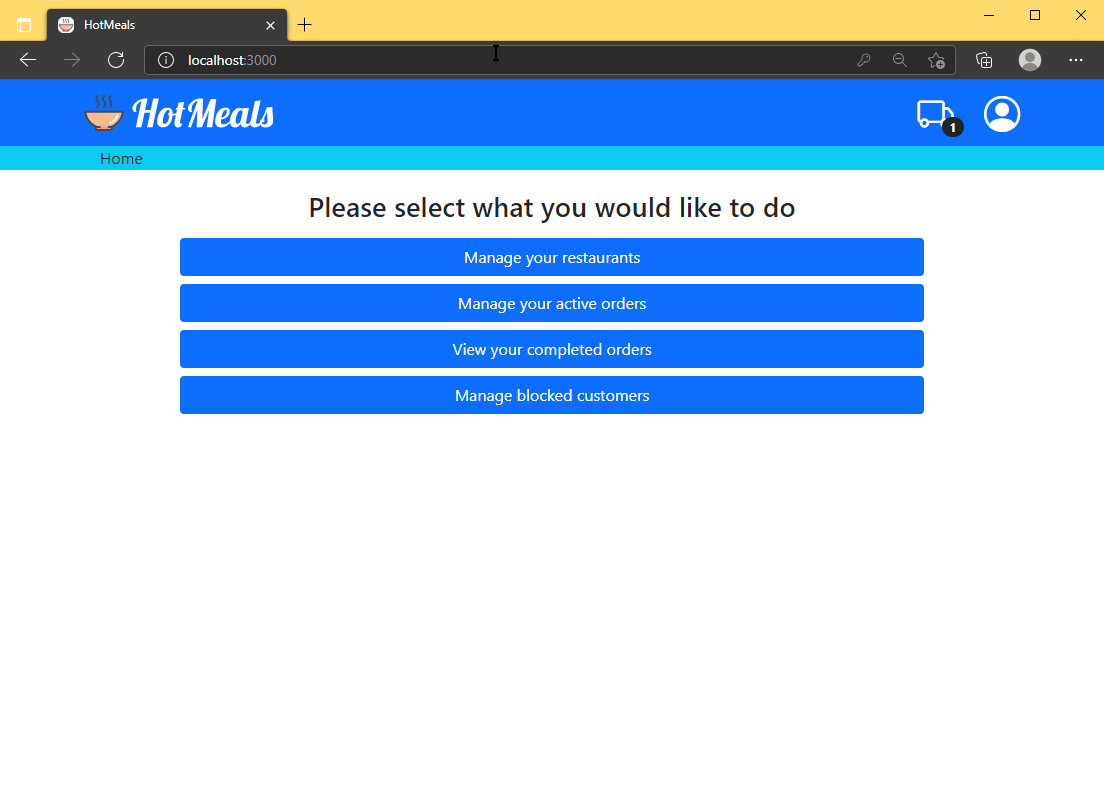 HotMeals
localhost:3000
HotMeals
1
Home
Please select what you would like to do
Manage your restaurants
Manage your active orders
View your completed orders
Manage blocked customers